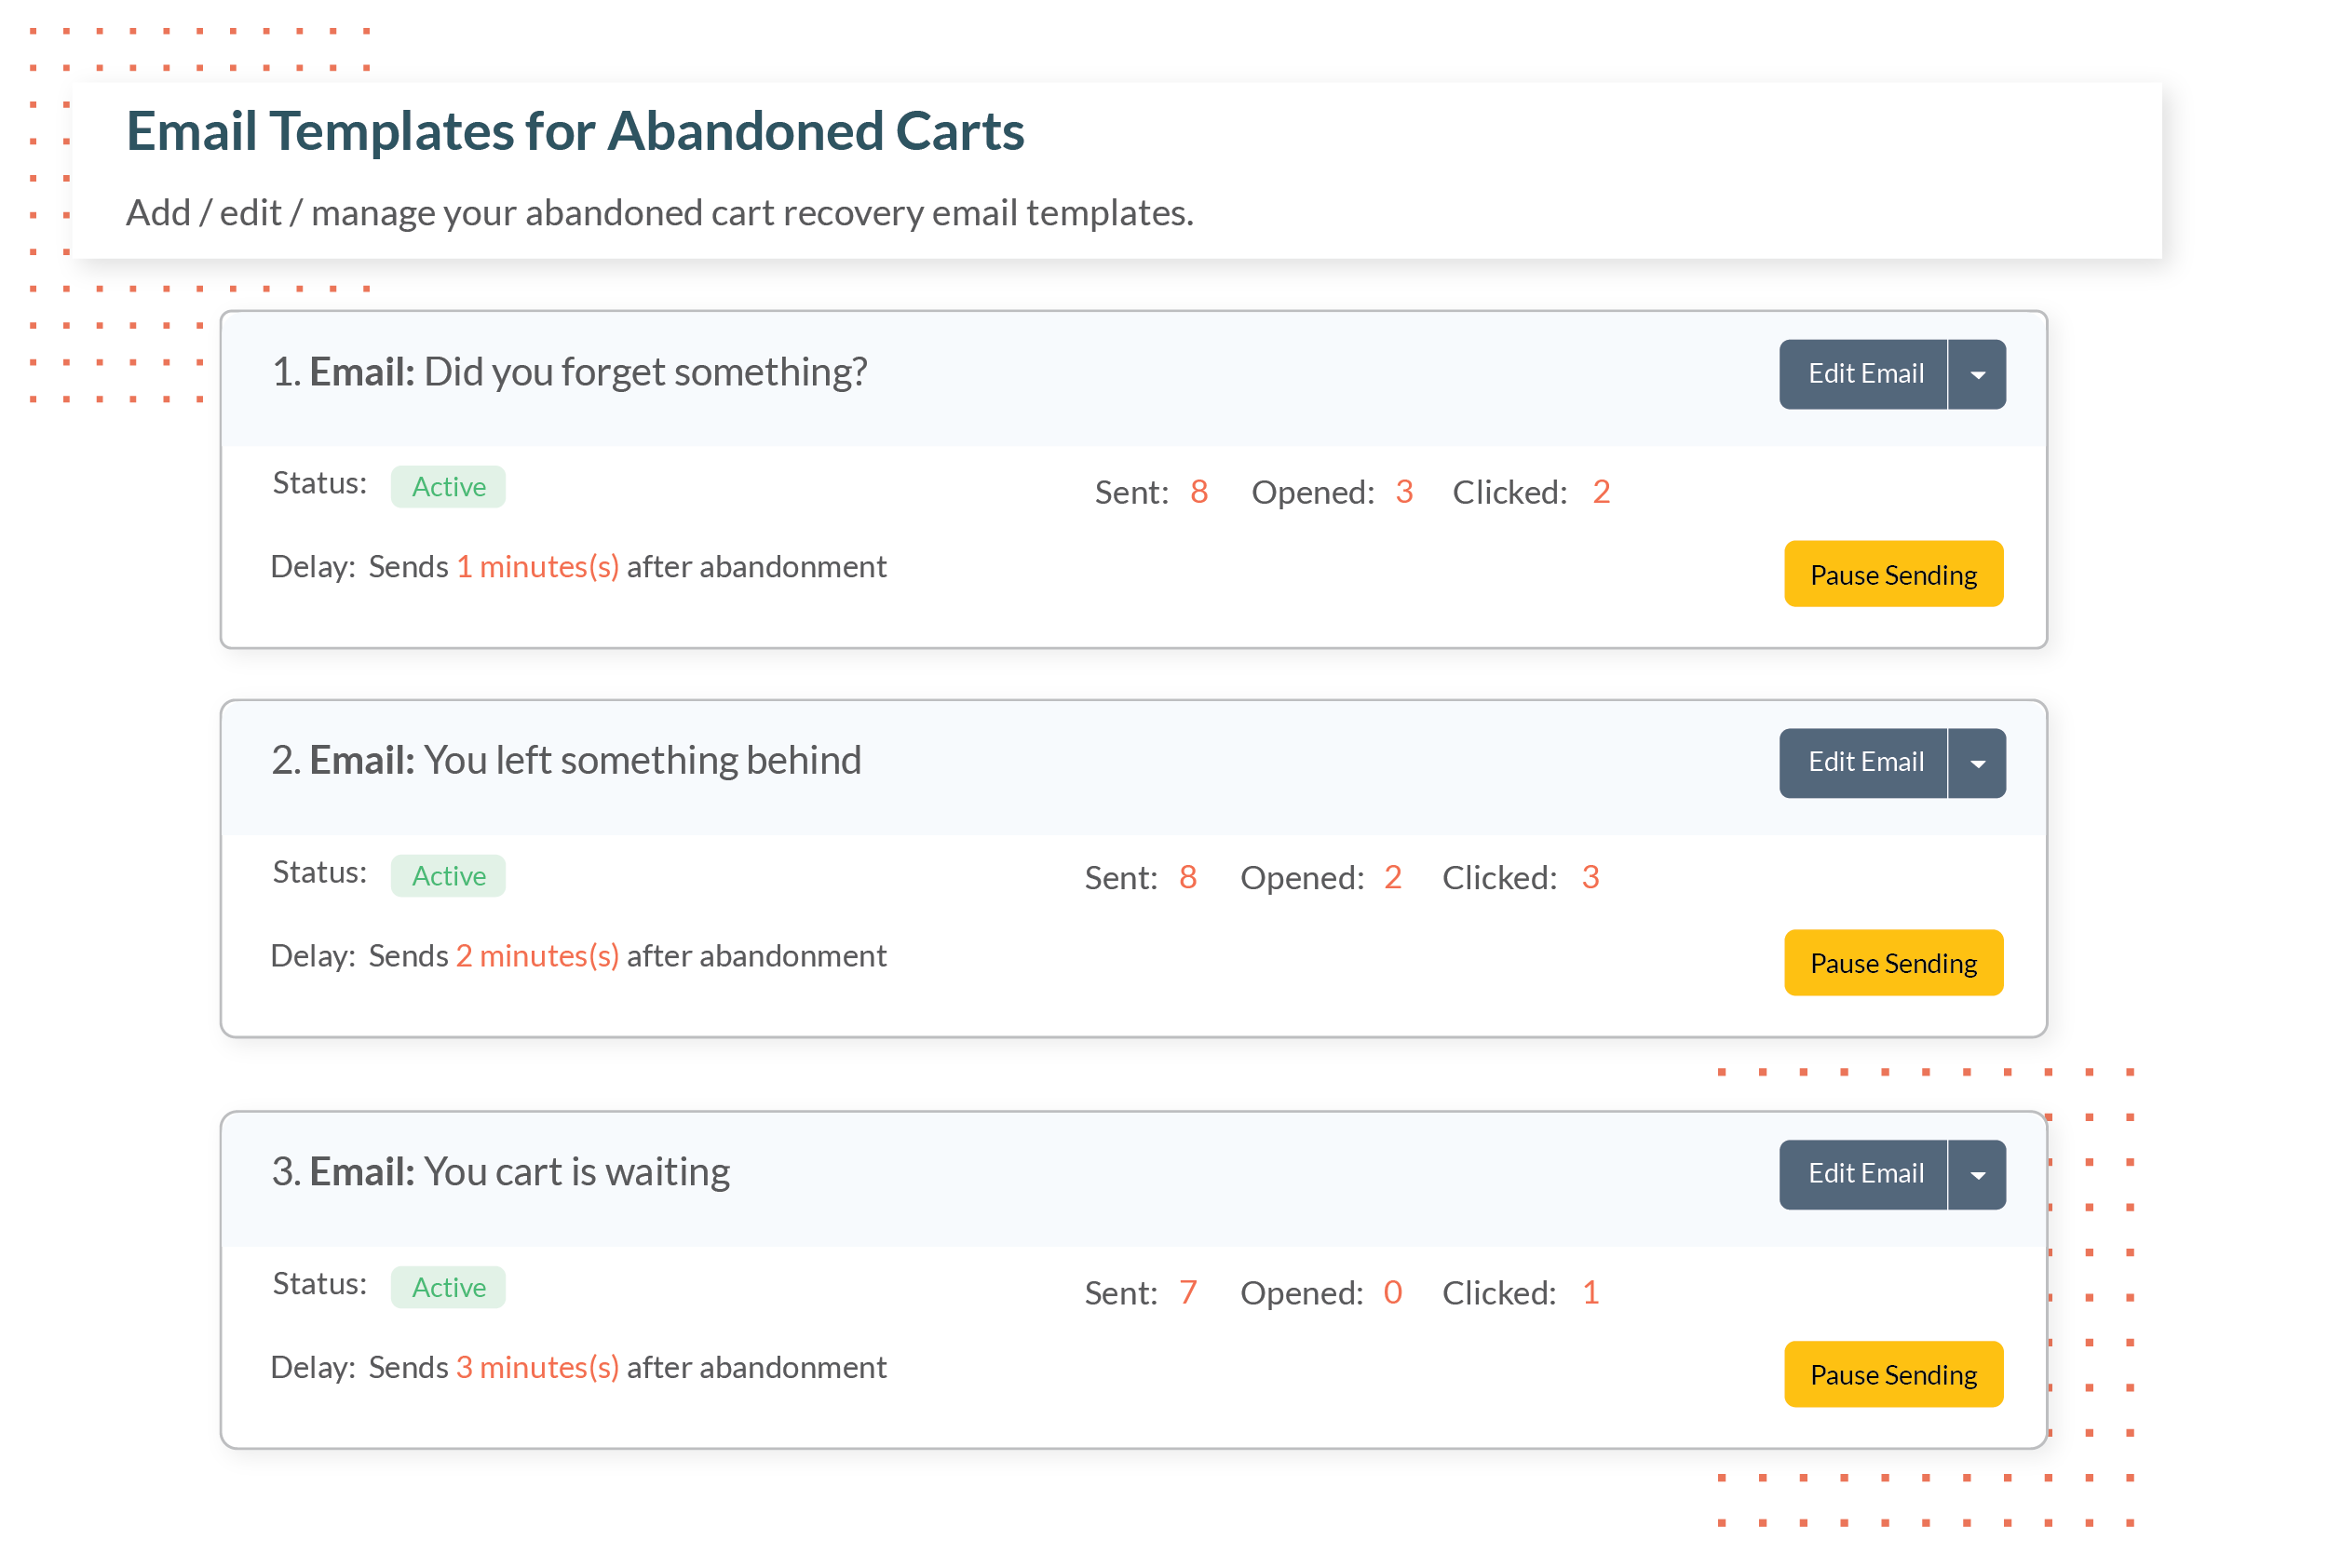 Email Templates for Abandoned Carts
Add / edit / manage your abandoned cart recovery email templates.
1. Email: Did you forget something?
Edit Email
Status: Active
Sent: 8 Opened: 3 Clicked: 2
Delay: Sends 1 minutes(s) after abandonment
Pause Sending
2. Email: You left something behind
Edit Email
Status: Active
Sent: 8 Opened: 2 Clicked: 3
Delay: Sends 2 minutes(s) after abandonment
Pause Sending
3. Email: You cart is waiting
Edit Email
Status: Active
Sent: 7 Opened: 0 Clicked: 1
Delay: Sends 3 minutes(s) after abandonment
Pause Sending